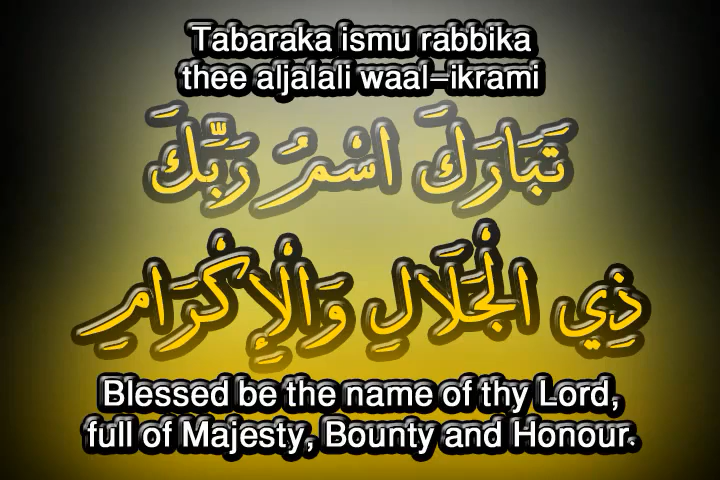 Tabaraka ismu rabbika
thee aljalali waal-ikrami
تَبَارَكَ اسْمُ رَبِّكَ
ذِي الْجَلَالِ وَالْإِكْرَامِ
Blessed be the name of thy Lord,
full of Majesty, Bounty and Honour.